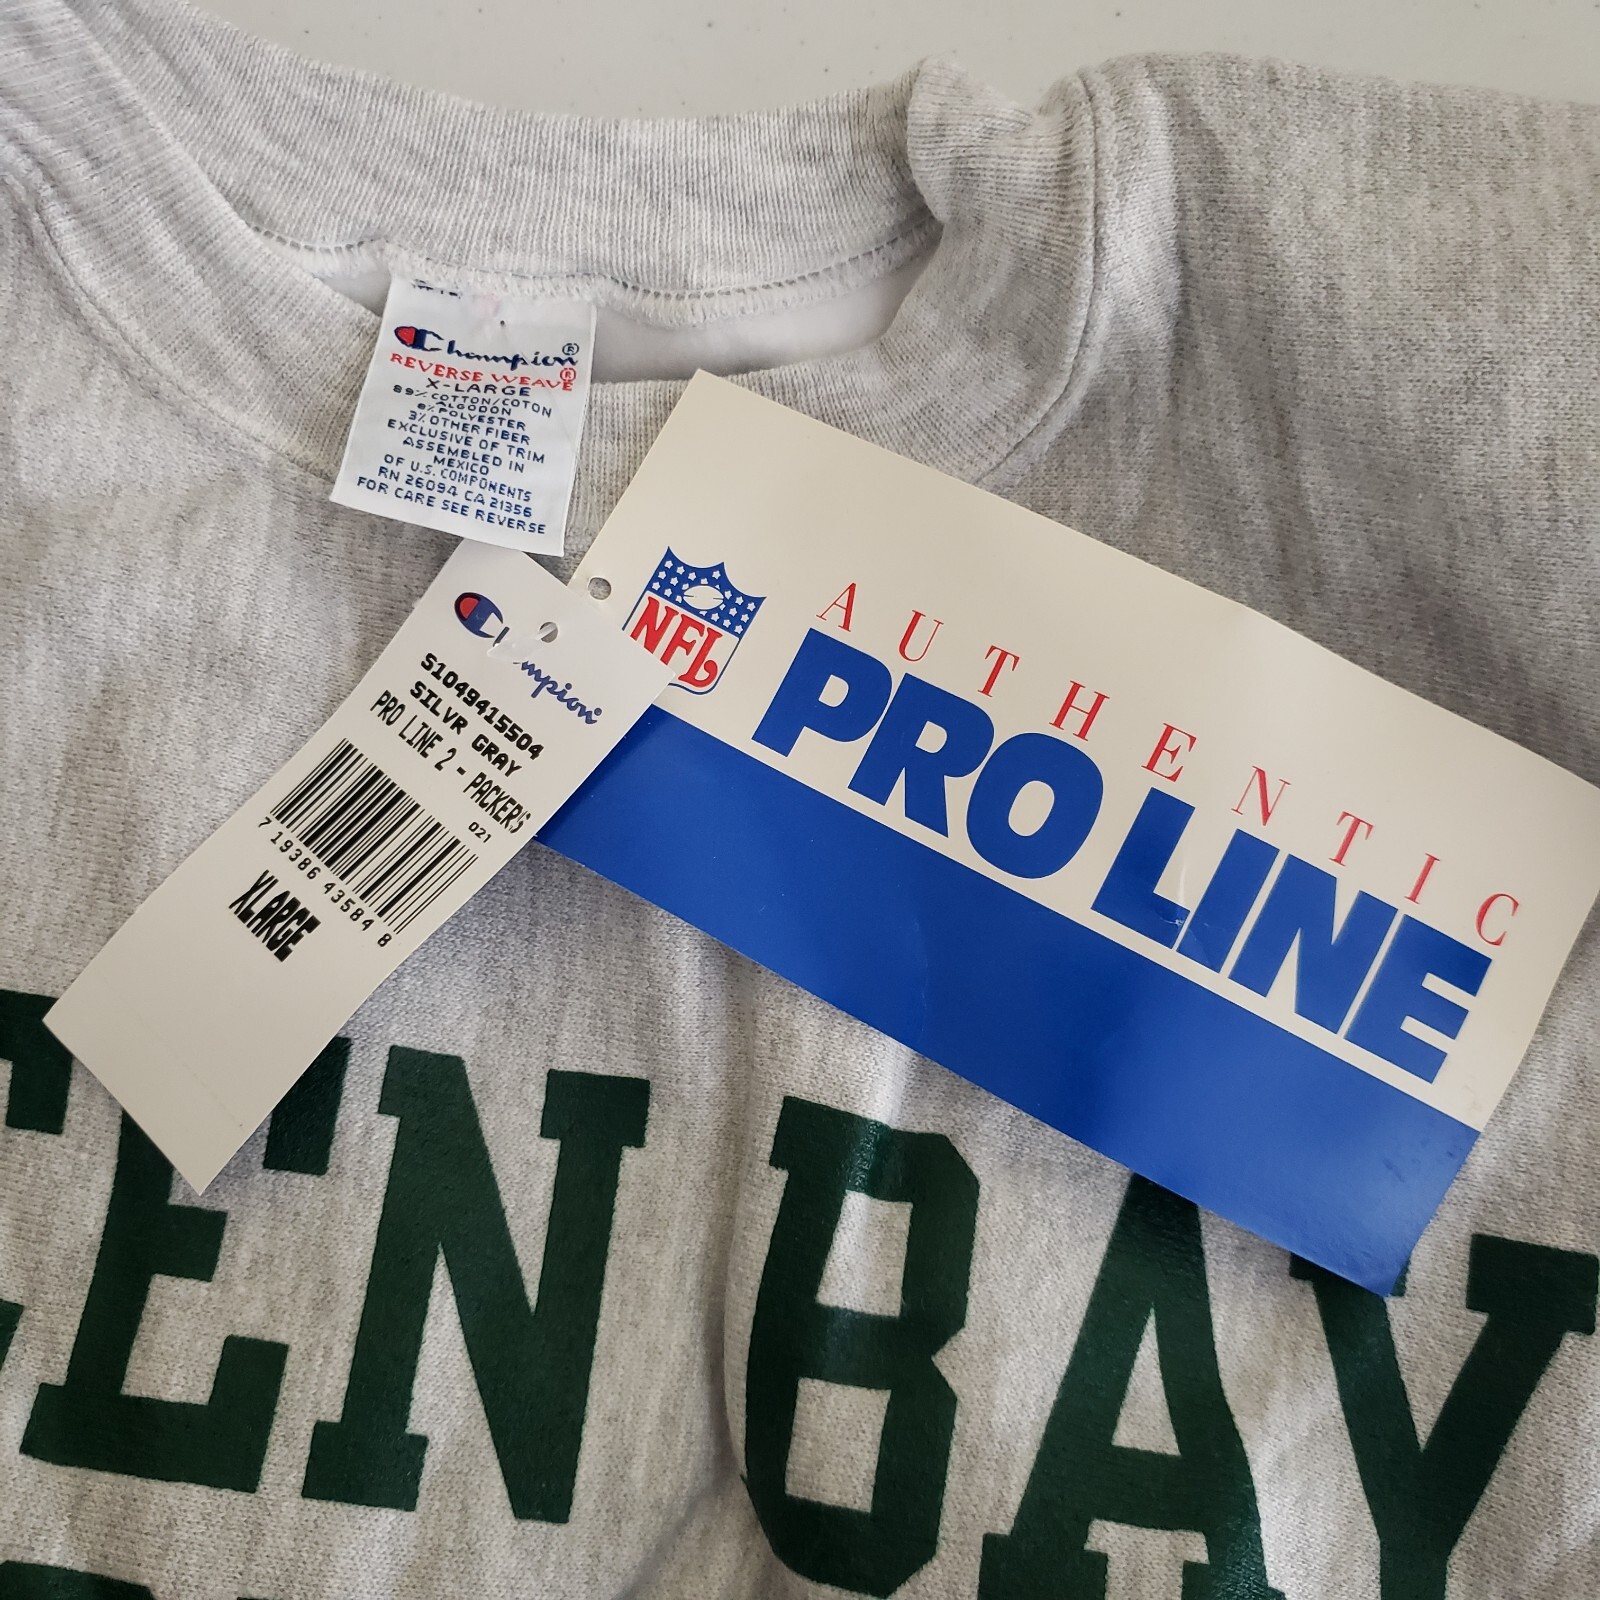 Champion®
REVERSE WEAVE®
X-LARGE
89% COTTON/COTON
ALGODON
8% POLYESTER
3% OTHER FIBER
EXCLUSIVE OF TRIM
ASSEMBLED IN
MEXICO
OF U.S. COMPONENTS
RN 26094 CA 21356
FOR CARE SEE REVERSE
Champion®
S1049415504
SILVR GRAY
PRO LINE 2 - PACKERS
021
7 19386 43584 8
XLARGE
NFL
AUTHENTIC
PRO LINE
EEN BAY